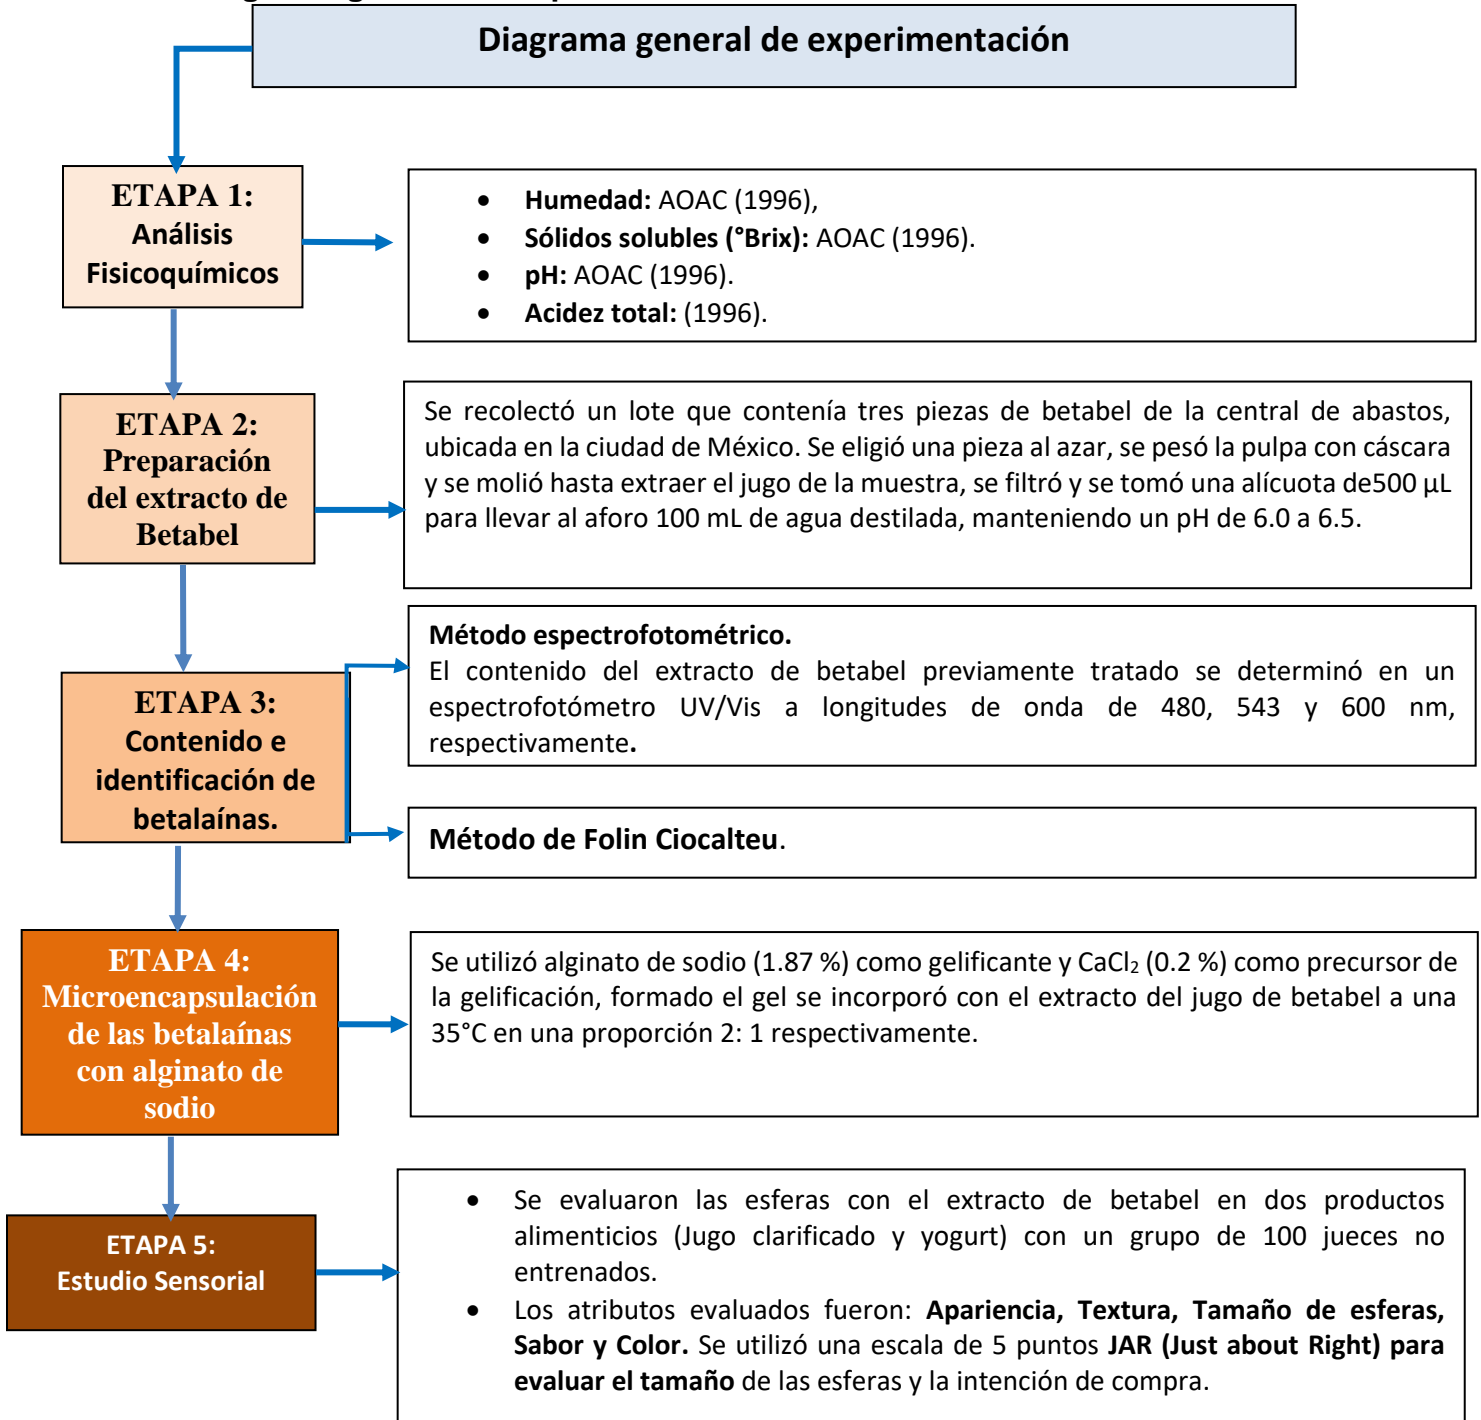 Diagrama general de experimentación
ETAPA 1:
Análisis
Fisicoquímicos
• Humedad: AOAC (1996),
• Sólidos solubles (°Brix): AOAC (1996).
• pH: AOAC (1996).
• Acidez total: (1996).
ETAPA 2:
Preparación
del extracto de
Betabel
Se recolectó un lote que contenía tres piezas de betabel de la central de abastos,
ubicada en la ciudad de México. Se eligió una pieza al azar, se pesó la pulpa con cáscara
y se molió hasta extraer el jugo de la muestra, se filtró y se tomó una alícuota de500 µL
para llevar al aforo 100 mL de agua destilada, manteniendo un pH de 6.0 a 6.5.
ETAPA 3:
Contenido e
identificación de
betalaínas.
Método espectrofotométrico.
El contenido del extracto de betabel previamente tratado se determinó en un
espectrofotómetro UV/Vis a longitudes de onda de 480, 543 y 600 nm,
respectivamente.
Método de Folin Ciocalteu.
ETAPA 4:
Microencapsulación
de las betalaínas
con alginato de
sodio
Se utilizó alginato de sodio (1.87 %) como gelificante y CaCl₂ (0.2 %) como precursor de
la gelificación, formado el gel se incorporó con el extracto del jugo de betabel a una
35°C en una proporción 2: 1 respectivamente.
ETAPA 5:
Estudio Sensorial
• Se evaluaron las esferas con el extracto de betabel en dos productos
alimenticios (Jugo clarificado y yogurt) con un grupo de 100 jueces no
entrenados.
• Los atributos evaluados fueron: Apariencia, Textura, Tamaño de esferas,
Sabor y Color. Se utilizó una escala de 5 puntos JAR (Just about Right) para
evaluar el tamaño de las esferas y la intención de compra.